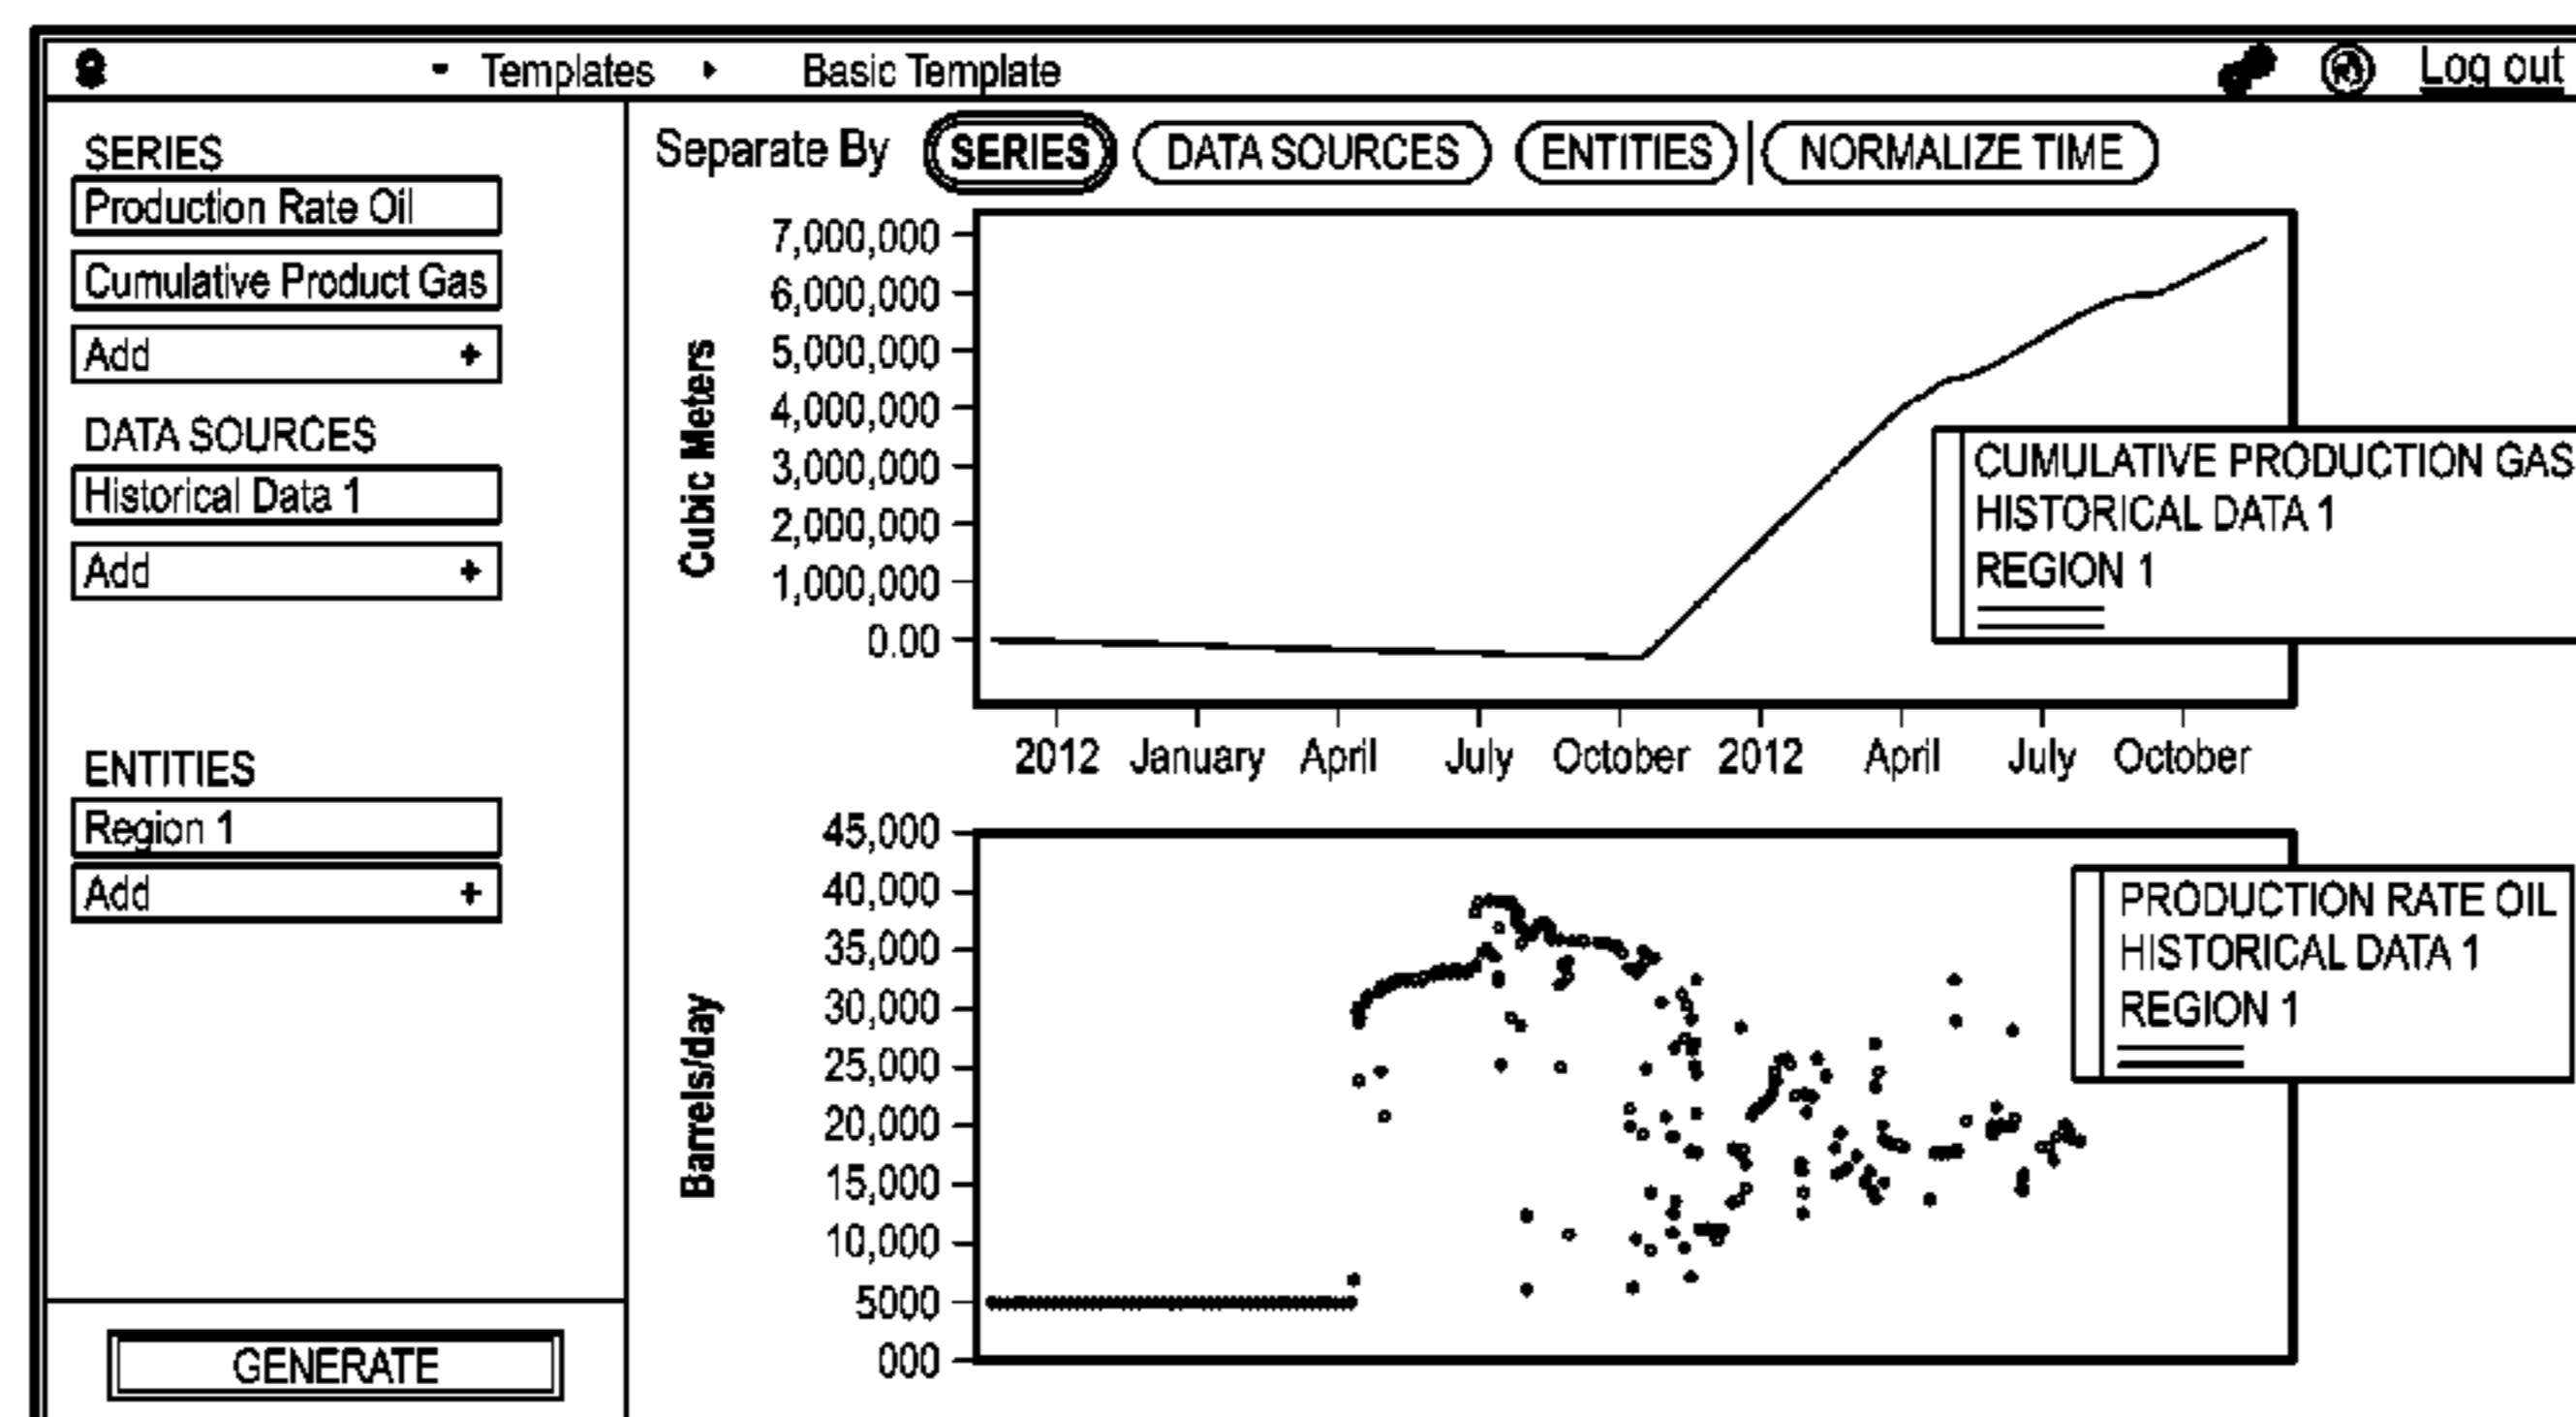 Templates Basic Template Log out
SERIES
Production Rate Oil
Cumulative Product Gas
Add +
DATA SOURCES
Historical Data 1
Add +
ENTITIES
Region 1
Add +
GENERATE
Separate By SERIES DATA SOURCES ENTITIES NORMALIZE TIME
Cubic Meters
7,000,000
6,000,000
5,000,000
4,000,000
3,000,000
2,000,000
1,000,000
0.00
CUMULATIVE PRODUCTION GAS
HISTORICAL DATA 1
REGION 1
2012 January April July October 2012 April July October
Barrels/day
45,000
40,000
35,000
30,000
25,000
20,000
15,000
10,000
5000
000
PRODUCTION RATE OIL
HISTORICAL DATA 1
REGION 1